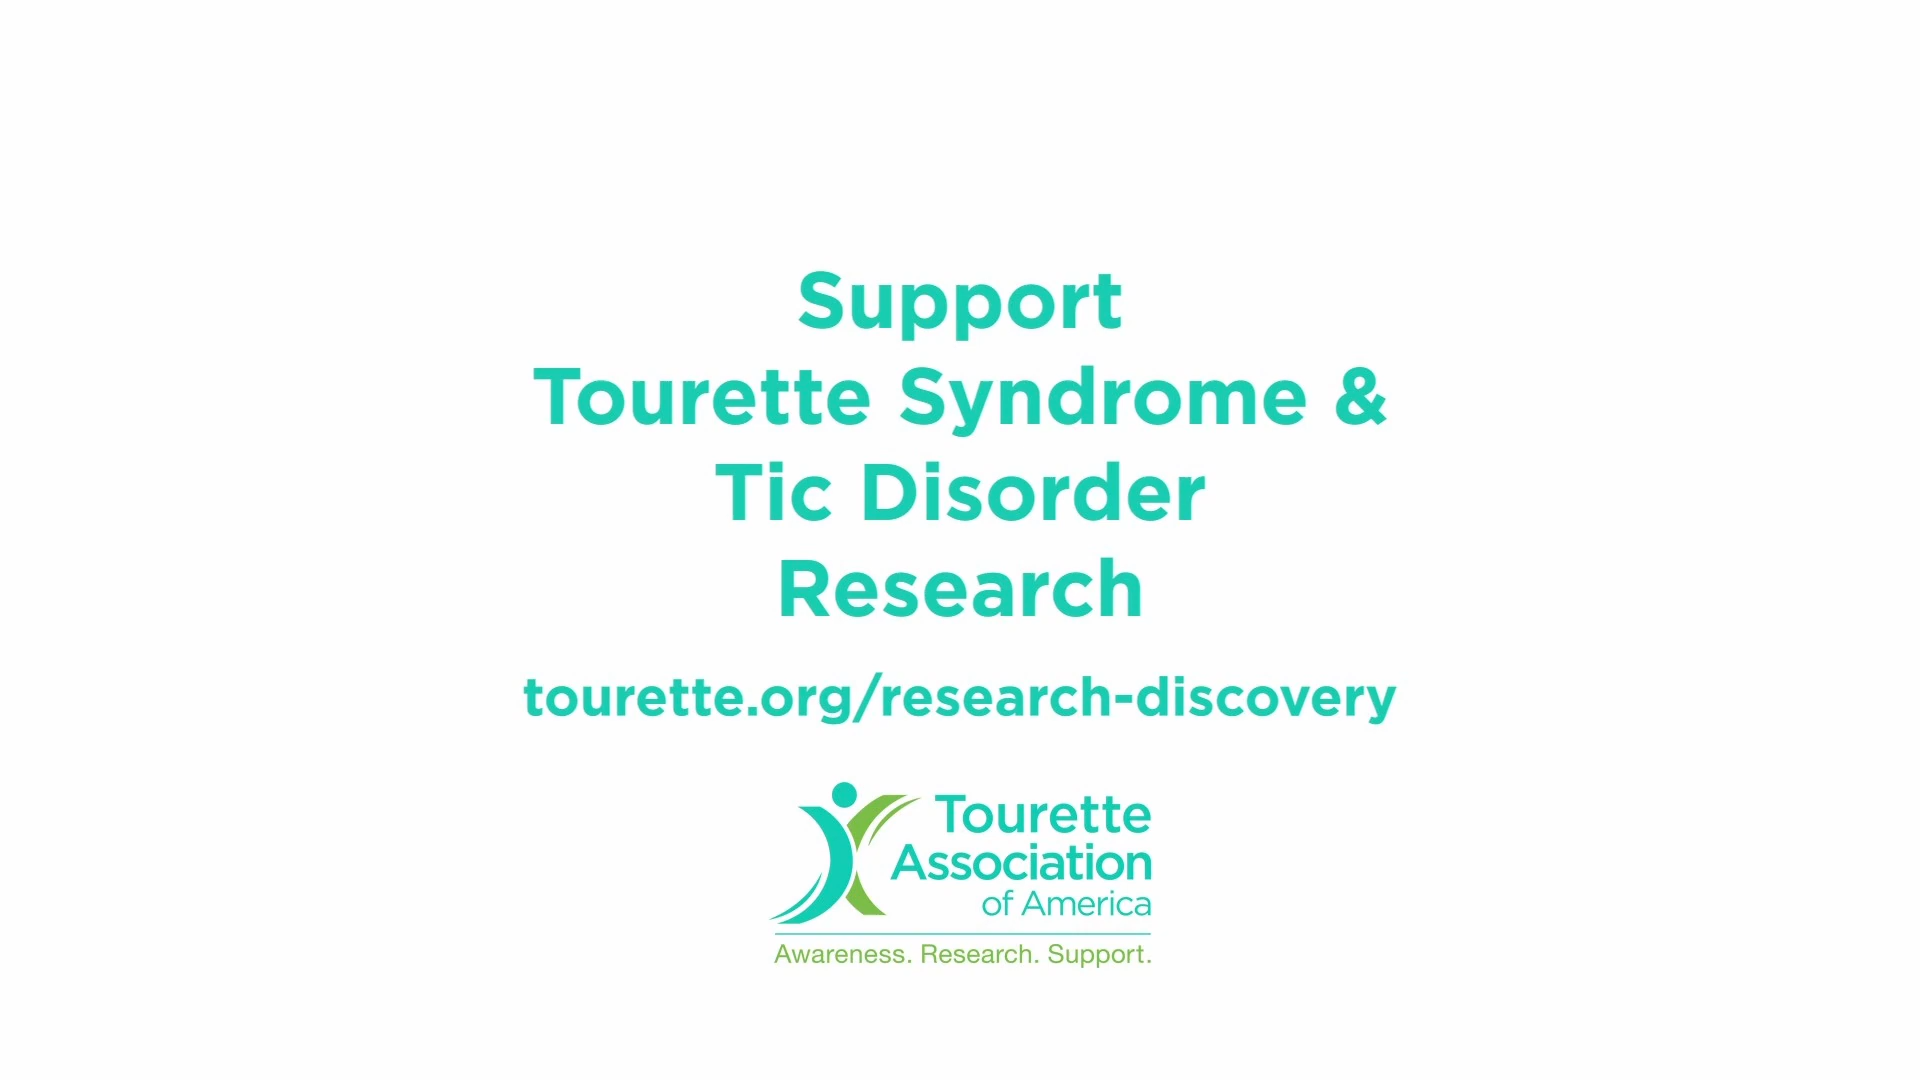 Support
Tourette Syndrome &
Tic Disorder
Research
tourette.org/research-discovery
Tourette
Association
of America
Awareness. Research. Support.